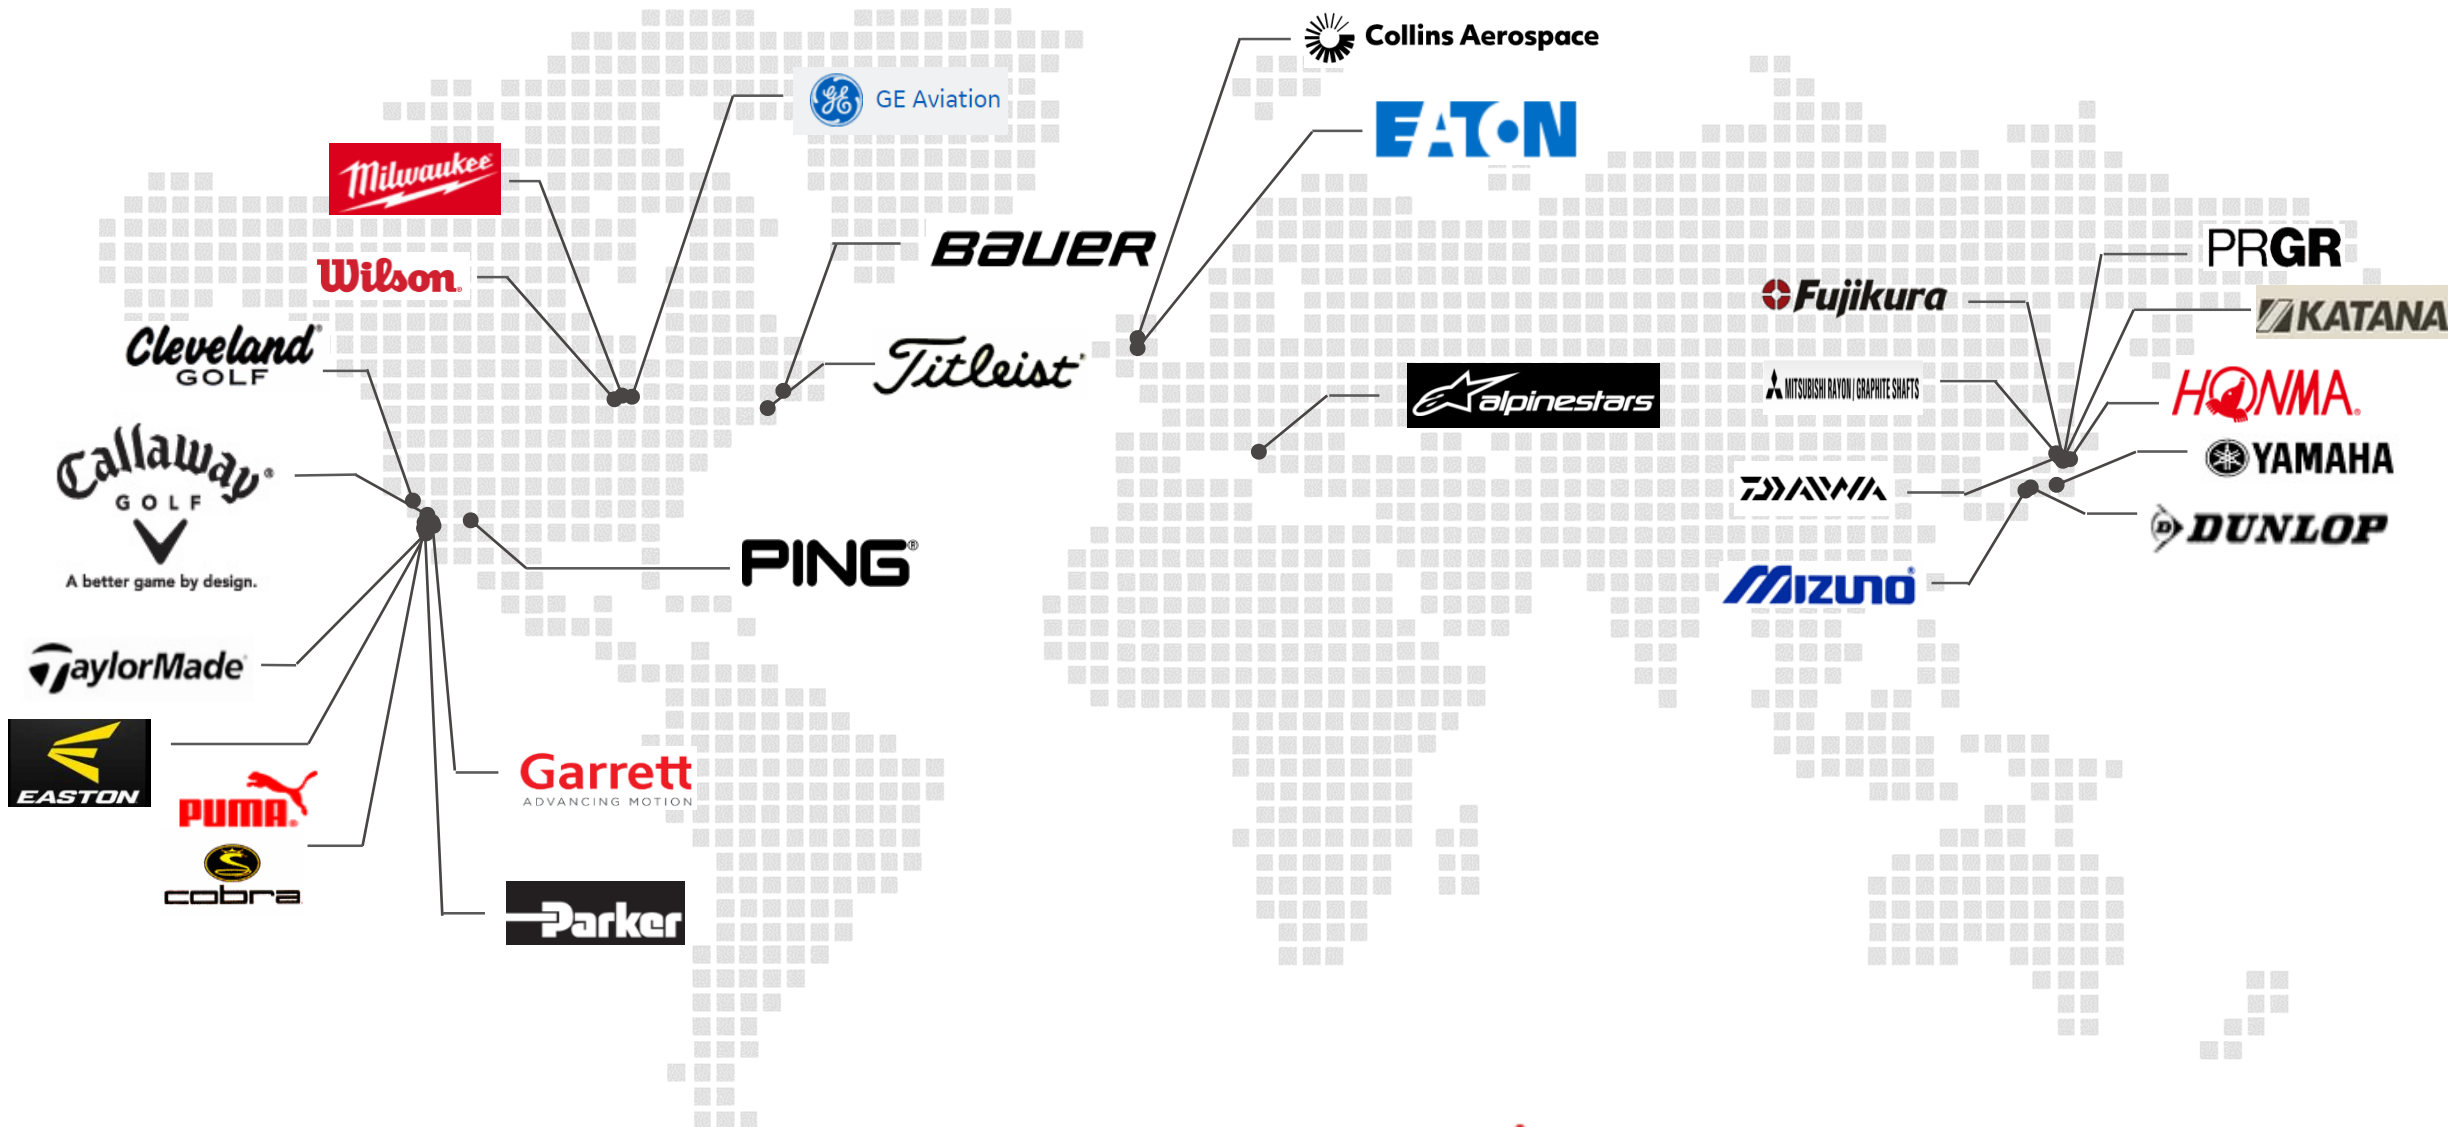 Collins Aerospace
GE Aviation
EATON
Milwaukee
BAUER
PRGR
Wilson
Fujikura
KATANA
Cleveland
GOLF
Titleist
alpinestars
MITSUBISHI RAYON / GRAPHITE SHAFTS
HONMA
Callaway
GOLF
A better game by design.
YAMAHA
DAIWA
DUNLOP
PING
MIZUNO
TaylorMade
EASTON
PUMA
cobra
Garrett
ADVANCING MOTION
Parker